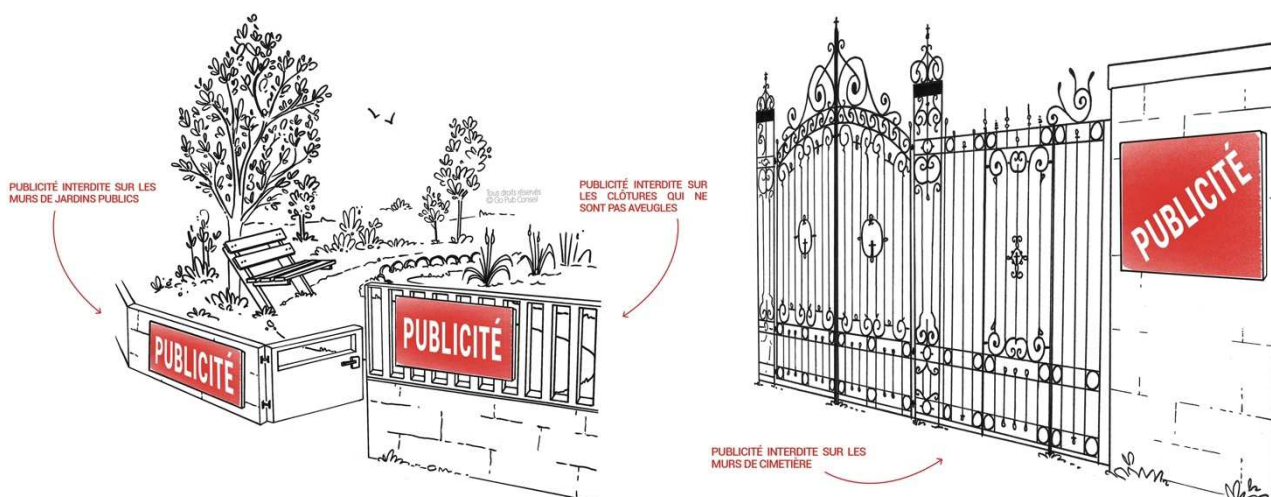 PUBLICITÉ INTERDITE SUR LES
MURS DE JARDINS PUBLICS
PUBLICITÉ
Tous droits réservés
© Go Pub Conseil
PUBLICITÉ INTERDITE SUR
LES CLÔTURES QUI NE
SONT PAS AVEUGLES
PUBLICITÉ
PUBLICITÉ
PUBLICITÉ INTERDITE SUR LES
MURS DE CIMETIÈRE